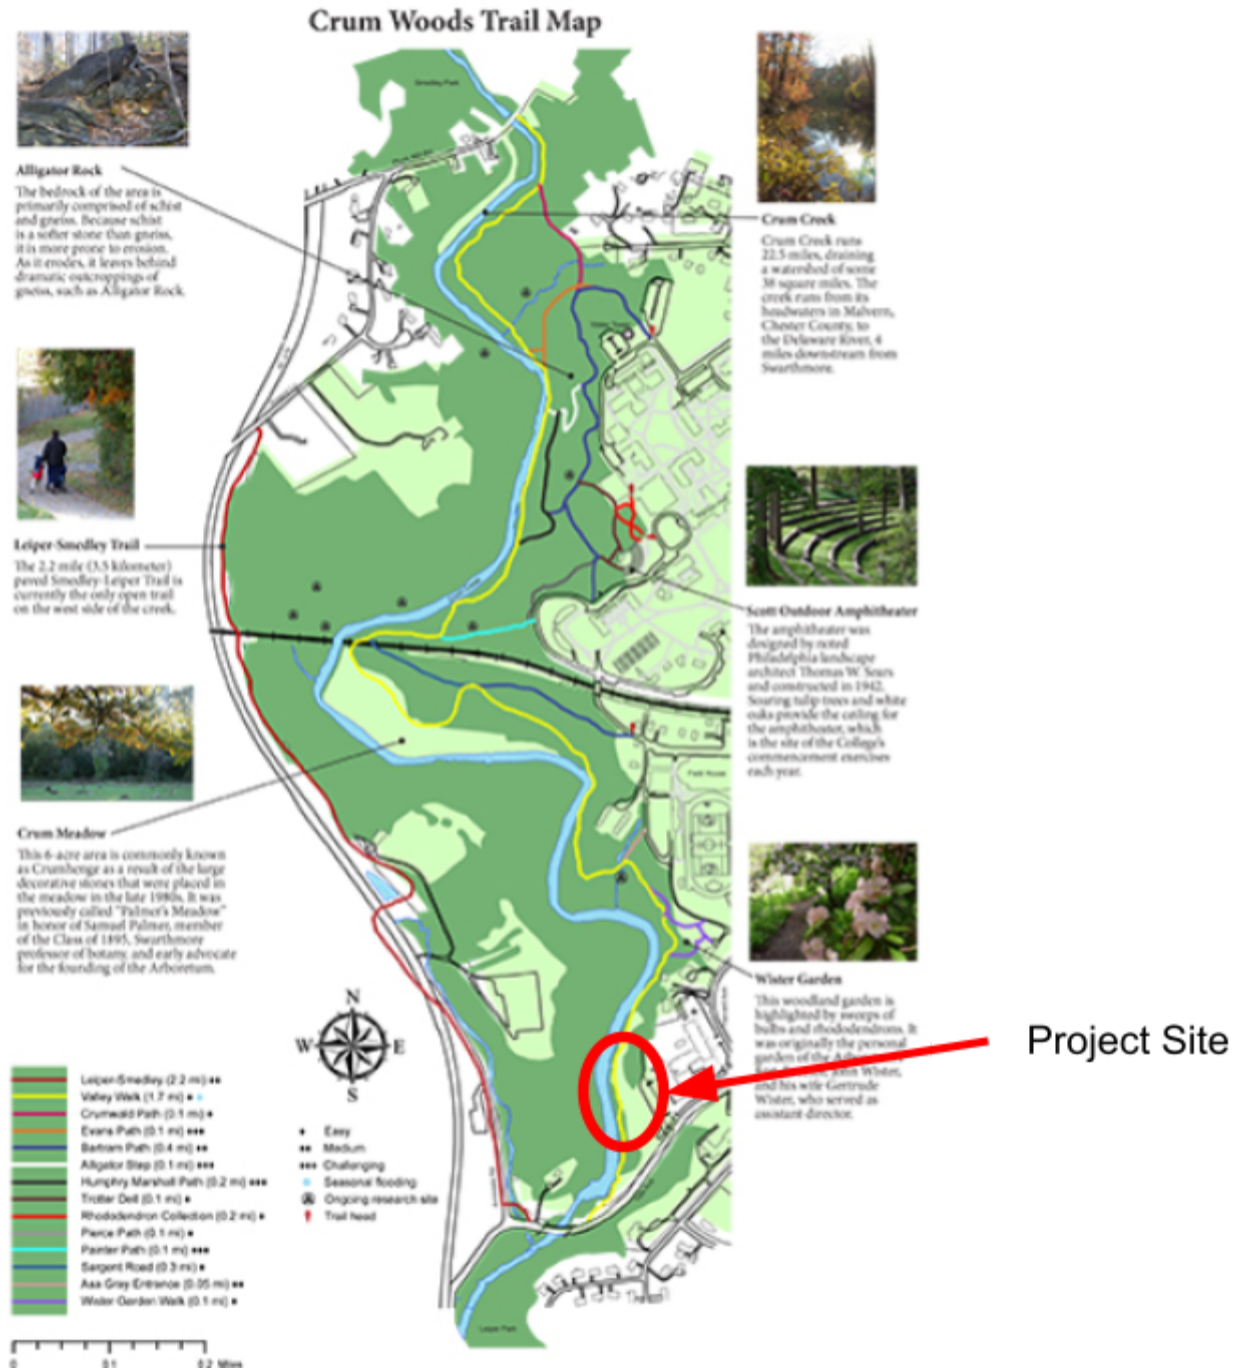 Crum Woods Trail Map
Smedley Park
Alligator Rock
The bedrock of the area is
primarily comprised of schist
and gneiss. Because schist
is a softer stone than gneiss,
it is more prone to erosion.
As it erodes, it leaves behind
dramatic outcroppings of
gneiss, such as Alligator Rock.
Crum Creek
Crum Creek runs
22.5 miles, draining
a watershed of some
38 square miles. The
creek runs from its
headwaters in Malvern,
Chester County, to
the Delaware River, 4
miles downstream from
Swarthmore.
Leiper-Smedley Trail
The 2.2 mile (3.5 kilometer)
paved Smedley-Leiper Trail is
currently the only open trail
on the west side of the creek.
Scott Outdoor Amphitheater
The amphitheater was
designed by noted
Philadelphia landscape
architect Thomas W. Sears
and constructed in 1942.
Soaring tulip trees and white
oaks provide the ceiling for
the amphitheater, which
is the site of the College's
commencement exercises
each year.
Field House
Crum Meadow
This 6-acre area is commonly known
as Crumhenge as a result of the large
decorative stones that were placed in
the meadow in the late 1980s. It was
previously called "Palmer's Meadow"
in honor of Samuel Palmer, member
of the Class of 1895, Swarthmore
professor of botany, and early advocate
for the founding of the Arboretum.
Wister Garden
This woodland garden is
highlighted by sweeps of
bulbs and rhododendrons. It
was originally the personal
garden of the
John Wister,
and his wife Gertrude
Wister, who served as
assistant director.
Project Site
N
W E
S
Leiper-Smedley (2.2 mi) ♦♦
Valley Walk (1.7 mi) ♦
Crumwald Path (0.1 mi) ♦
Evans Path (0.1 mi) ♦♦♦
Bartram Path (0.4 mi) ♦♦
Alligator Step (0.1 mi) ♦♦♦
Humphry Marshall Path (0.2 mi) ♦♦♦
Trotter Dell (0.1 mi) ♦
Rhododendron Collection (0.2 mi) ♦
Pierce Path (0.1 mi) ♦
Painter Path (0.1 mi) ♦♦♦
Sargent Road (0.3 mi) ♦
Asa Gray Entrance (0.05 mi) ♦♦
Wister Garden Walk (0.1 mi) ♦
♦ Easy
♦♦ Medium
♦♦♦ Challenging
Seasonal flooding
Ongoing research site
Trail head
Leiper Park
0 0.1 0.2 Miles